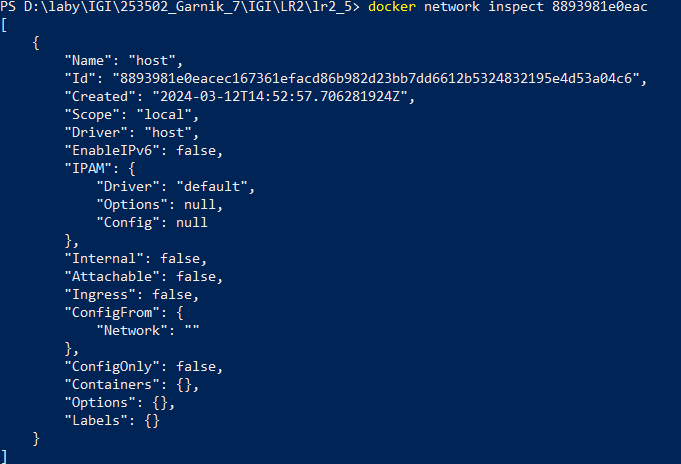 PS D:\laby\IGI\253502_Garnik_7\IGI\LR2\lr2_5> docker network inspect 8893981e0eac
[
    {
        "Name": "host",
        "Id": "8893981e0eacec167361efacd86b982d23bb7dd6612b5324832195e4d53a04c6",
        "Created": "2024-03-12T14:52:57.706281924Z",
        "Scope": "local",
        "Driver": "host",
        "EnableIPv6": false,
        "IPAM": {
            "Driver": "default",
            "Options": null,
            "Config": null
        },
        "Internal": false,
        "Attachable": false,
        "Ingress": false,
        "ConfigFrom": {
            "Network": ""
        },
        "ConfigOnly": false,
        "Containers": {},
        "Options": {},
        "Labels": {}
    }
]